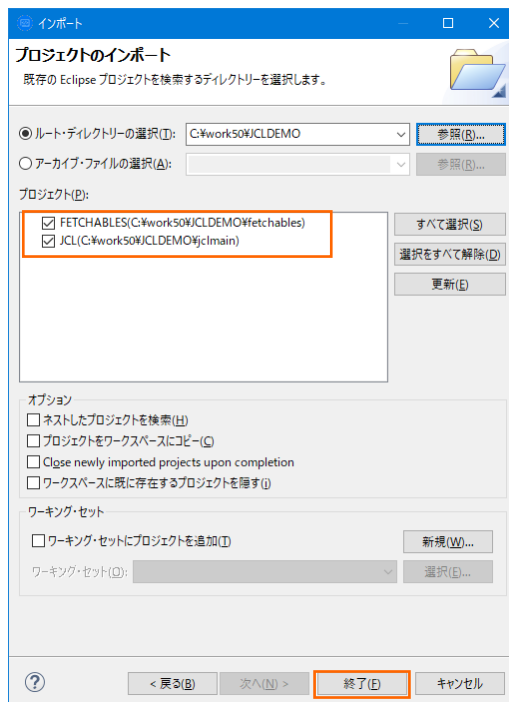 インポート
プロジェクトのインポート
既存の Eclipse プロジェクトを検索するディレクトリーを選択します。
ルート・ディレクトリーの選択(T): C:¥work50¥JCLDEMO 参照(R)...
アーカイブ・ファイルの選択(A): 参照(R)...
プロジェクト(P):
FETCHABLES(C:¥work50¥JCLDEMO¥fetchables) すべて選択(S)
JCL(C:¥work50¥JCLDEMO¥jclmain) 選択をすべて解除(D)
更新(E)
オプション
ネストしたプロジェクトを検索(H)
プロジェクトをワークスペースにコピー(C)
Close newly imported projects upon completion
ワークスペースに既に存在するプロジェクトを隠す(i)
ワーキング・セット
ワーキング・セットにプロジェクトを追加(T) 新規(W)...
ワーキング・セット(O): 選択(E)...
? < 戻る(B) 次へ(N) > 終了(F) キャンセル